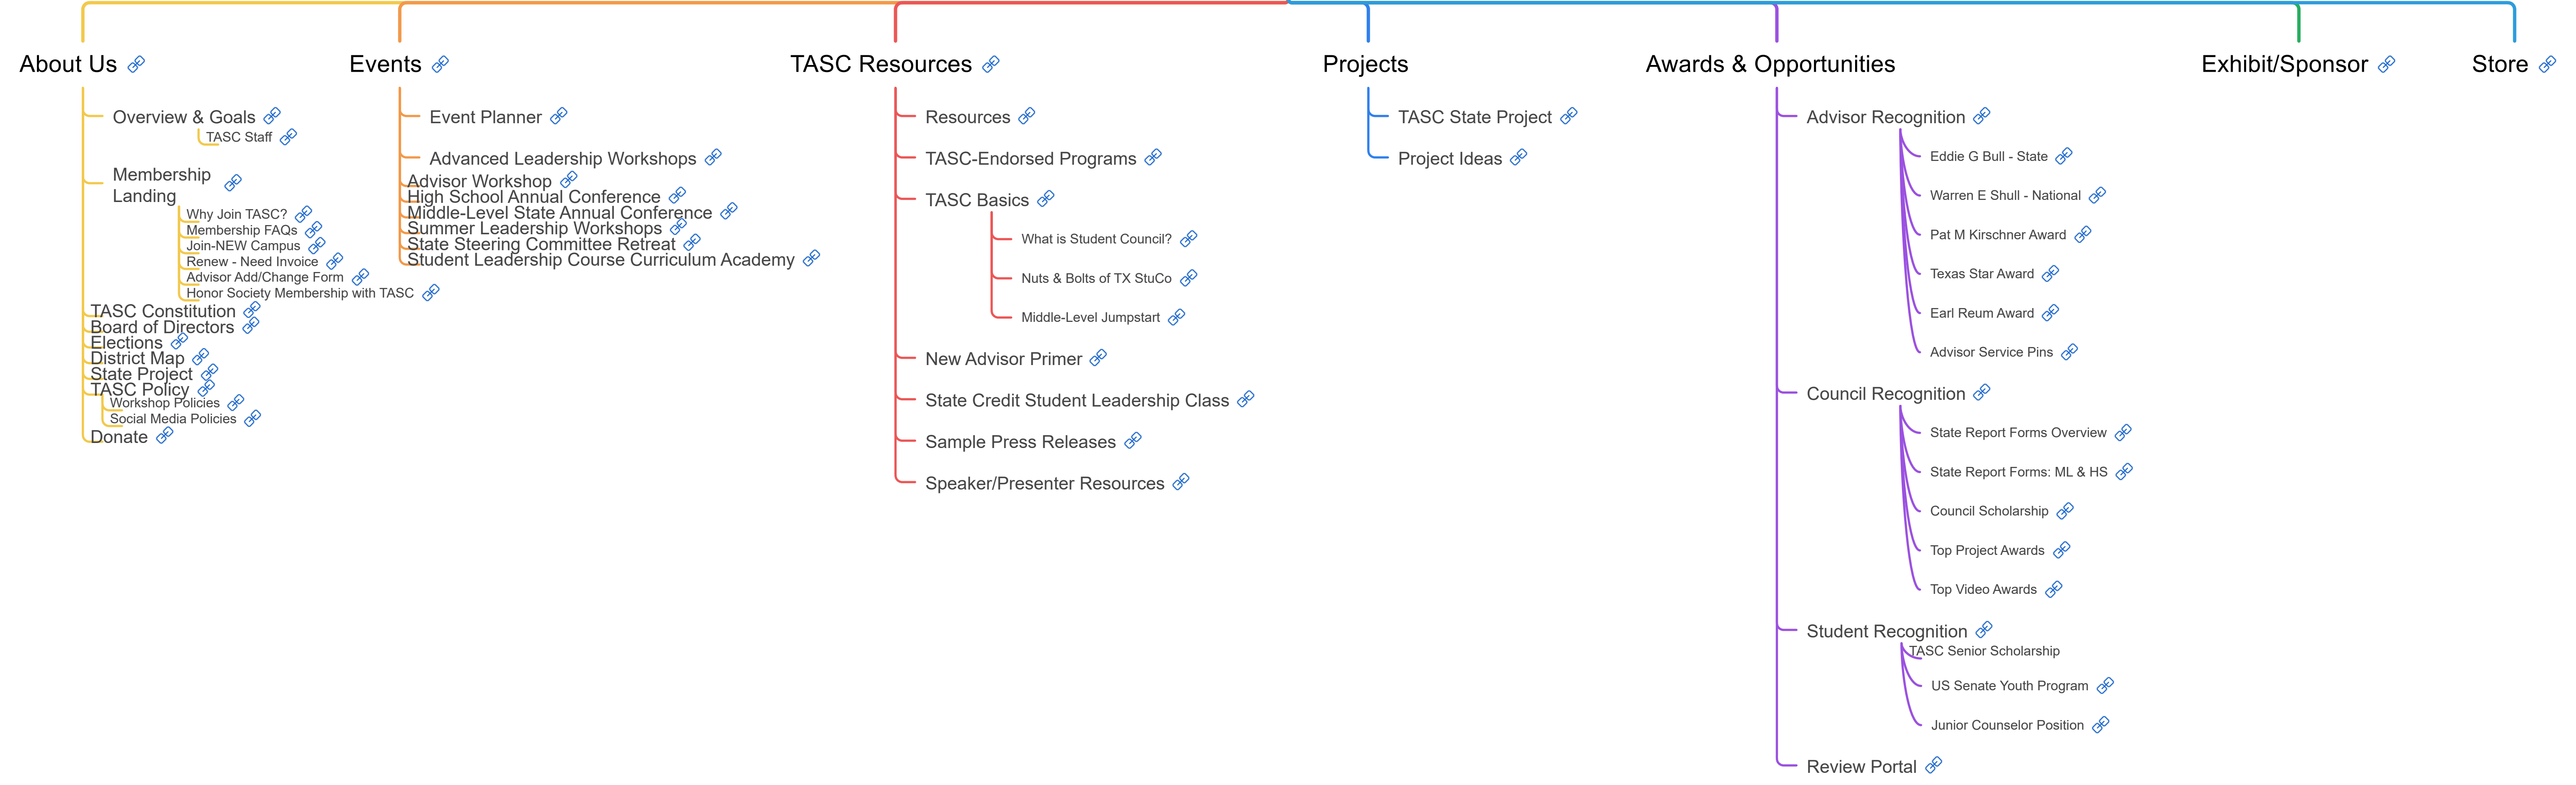 About Us
Overview & Goals
TASC Staff
Membership
Landing
Why Join TASC?
Membership FAQs
Join-NEW Campus
Renew - Need Invoice
Advisor Add/Change Form
Honor Society Membership with TASC
TASC Constitution
Board of Directors
Elections
District Map
State Project
TASC Policy
Workshop Policies
Social Media Policies
Donate
Events
Event Planner
Advanced Leadership Workshops
Advisor Workshop
High School Annual Conference
Middle-Level State Annual Conference
Summer Leadership Workshops
State Steering Committee Retreat
Student Leadership Course Curriculum Academy
TASC Resources
Resources
TASC-Endorsed Programs
TASC Basics
What is Student Council?
Nuts & Bolts of TX StuCo
Middle-Level Jumpstart
New Advisor Primer
State Credit Student Leadership Class
Sample Press Releases
Speaker/Presenter Resources
Projects
TASC State Project
Project Ideas
Awards & Opportunities
Advisor Recognition
Eddie G Bull - State
Warren E Shull - National
Pat M Kirschner Award
Texas Star Award
Earl Reum Award
Advisor Service Pins
Council Recognition
State Report Forms Overview
State Report Forms: ML & HS
Council Scholarship
Top Project Awards
Top Video Awards
Student Recognition
TASC Senior Scholarship
US Senate Youth Program
Junior Counselor Position
Review Portal
Exhibit/Sponsor
Store